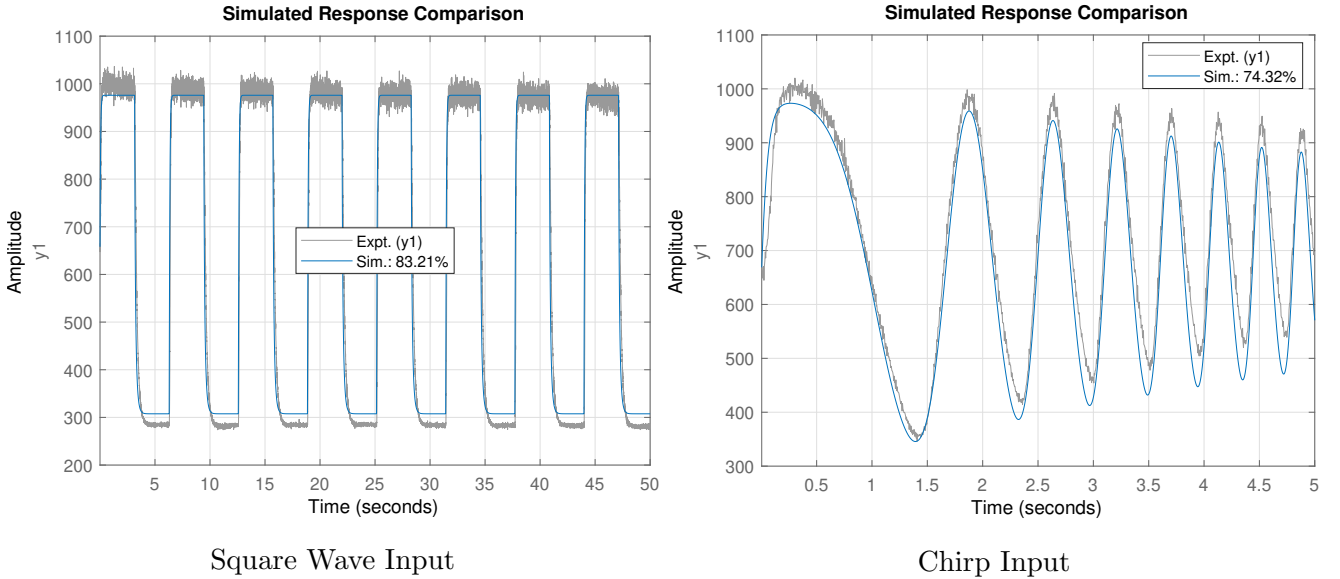 Simulated Response Comparison
1100
1000
900
800
700
600
500
400
300
200
5 10 15 20 25 30 35 40 45 50
Amplitude
y1
Time (seconds)
Expt. (y1)
Sim.: 83.21%
Square Wave Input
Simulated Response Comparison
1100
1000
900
800
700
600
500
400
300
0.5 1 1.5 2 2.5 3 3.5 4 4.5 5
Amplitude
y1
Time (seconds)
Expt. (y1)
Sim.: 74.32%
Chirp Input